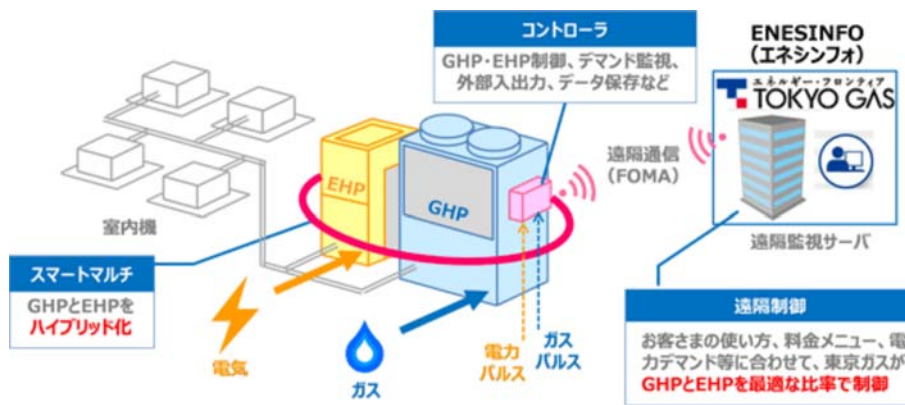 コントローラ
GHP・EHP制御、デマンド監視、
外部入出力、データ保存など
ENESINFO
(エネシンフォ)
エネルギー・フロンティア
TOKYO GAS
遠隔通信
(FOMA)
遠隔監視サーバ
EHP
GHP
室内機
スマートマルチ
GHPとEHPを
ハイブリッド化
電気
ガス
電力
パルス
ガス
パルス
遠隔制御
お客さまの使い方、料金メニュー、電
力デマンド等に合わせて、東京ガスが
GHPとEHPを最適な比率で制御